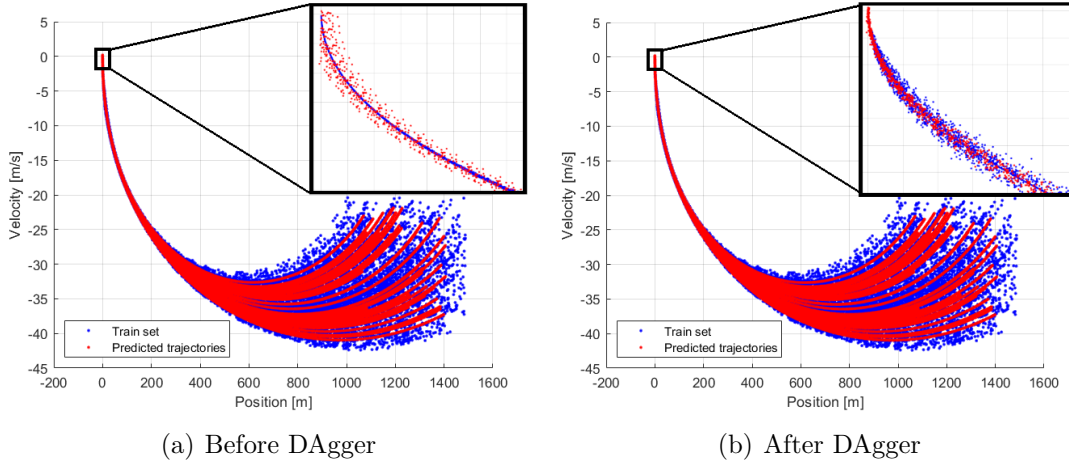 5
0
-5
-10
-15
-20
-25
-30
-35
-40
-45
Velocity [m/s]
Train set
Predicted trajectories
-200 0 200 400 600 800 1000 1200 1400 1600
Position [m]
(a) Before DAgger
5
0
-5
-10
-15
-20
-25
-30
-35
-40
-45
Velocity [m/s]
Train set
Predicted trajectories
-200 0 200 400 600 800 1000 1200 1400 1600
Position [m]
(b) After DAgger